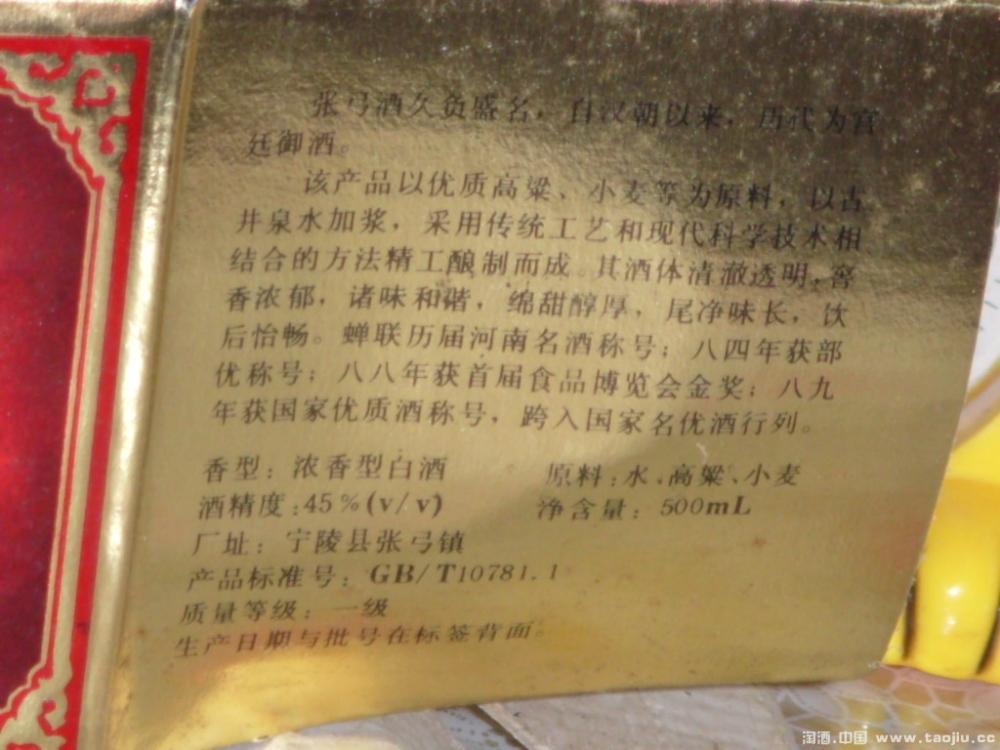 张弓酒久负盛名，自汉朝以来，历代为宫
廷御酒。
该产品以优质高粱、小麦等为原料，以古
井泉水加浆，采用传统工艺和现代科学技术相
结合的方法精工酿制而成。其酒体清澈透明，窖
香浓郁，诸味和谐，绵甜醇厚，尾净味长，饮
后怡畅。蝉联历届河南名酒称号；八四年获部
优称号；八八年获首届食品博览会金奖；八九
年获国家优质酒称号，跨入国家名优酒行列。
香型：浓香型白酒 原料：水、高粱、小麦
酒精度：45%(v/v) 净含量：500mL
厂址：宁陵县张弓镇
产品标准号：GB/T10781.1
质量等级：一级
生产日期与批号在标签背面。
淘酒.中国 www.taojiu.cc